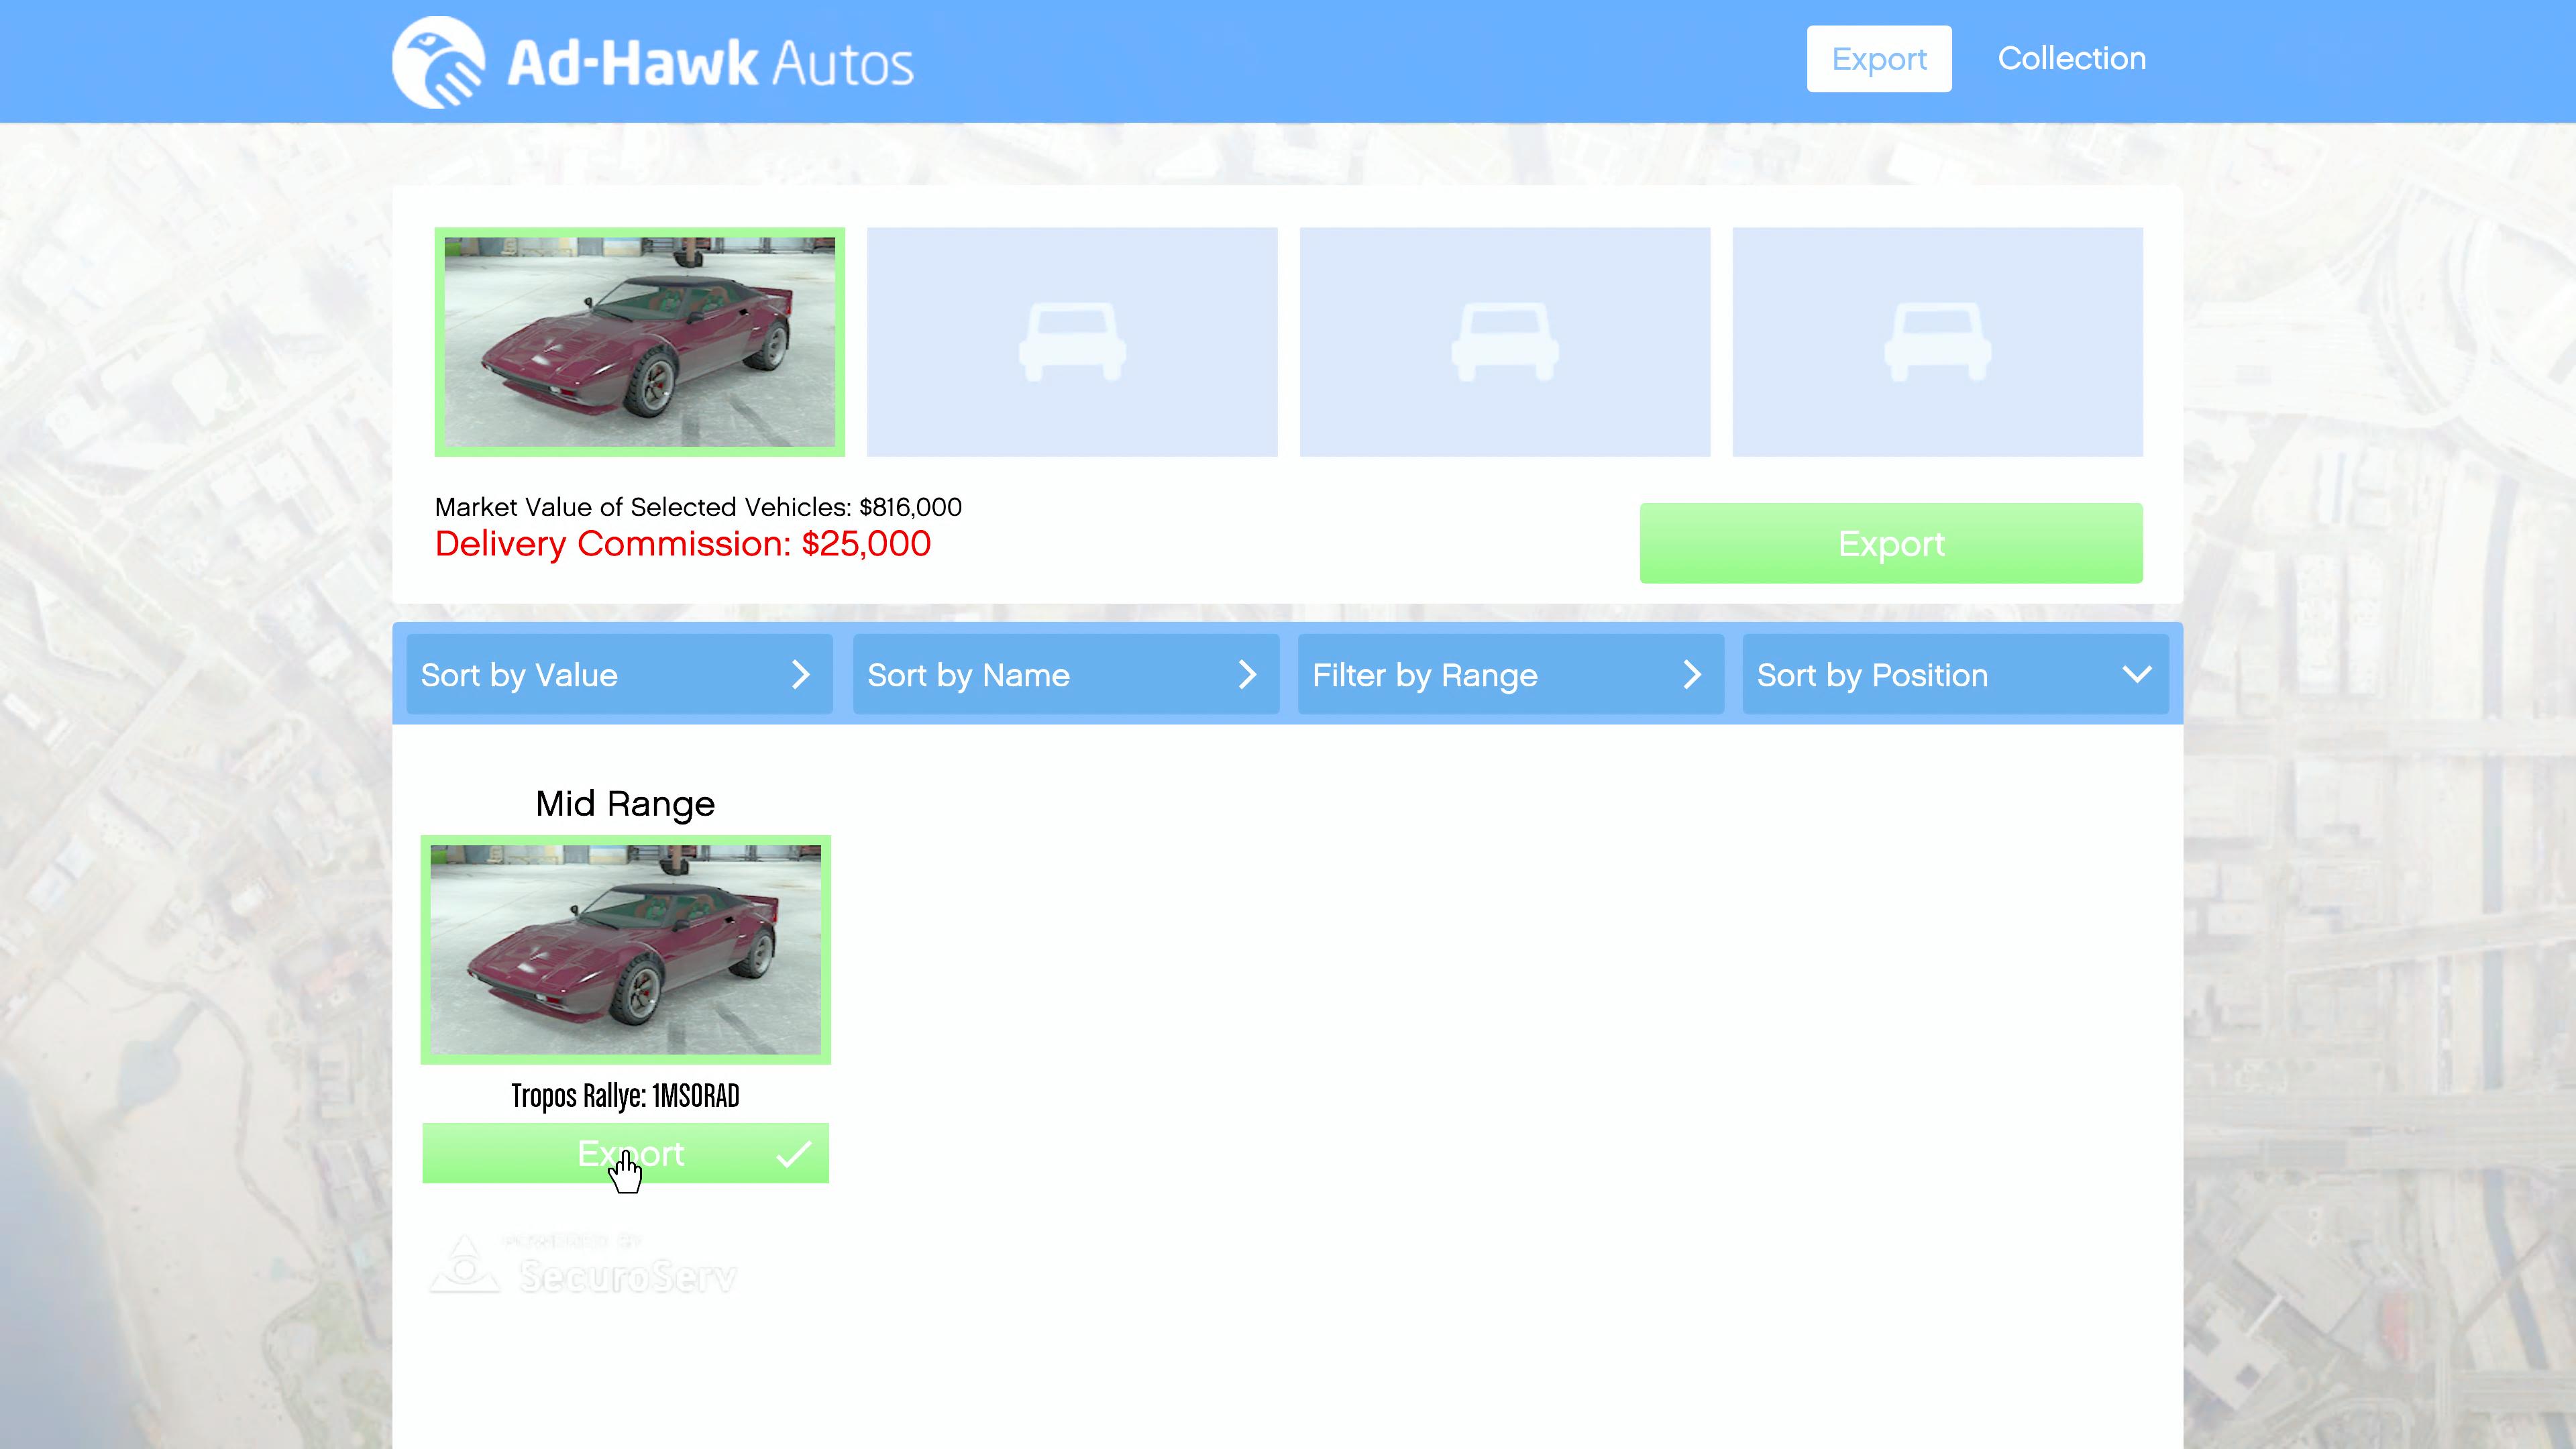 Ad-Hawk Autos
Export
Collection
Market Value of Selected Vehicles: $816,000
Delivery Commission: $25,000
Export
Sort by Value
Sort by Name
Filter by Range
Sort by Position
Mid Range
Tropos Rallye: 1MS0RAD
Export
POWERED BY
SecuroServ